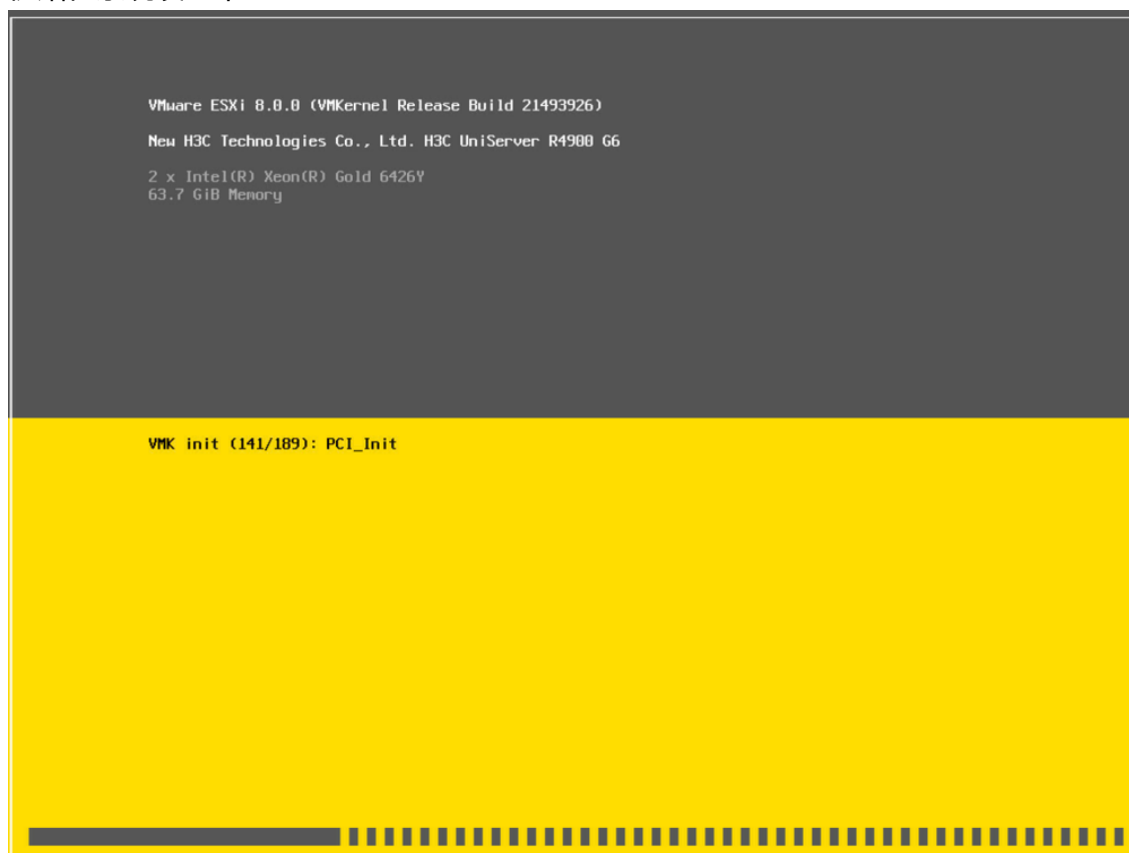 VMware ESXi 8.0.0 (VMKernel Release Build 21493926)
New H3C Technologies Co., Ltd. H3C UniServer R4900 G6
2 x Intel(R) Xeon(R) Gold 6426Y
63.7 GiB Memory
VMK init (141/189): PCI_Init